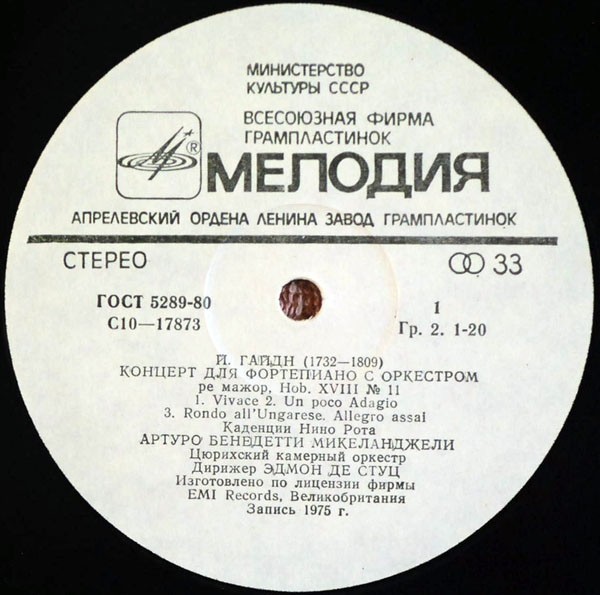 МИНИСТЕРСТВО
КУЛЬТУРЫ СССР
ВСЕСОЮЗНАЯ ФИРМА
ГРАМПЛАСТИНОК
® МЕЛОДИЯ
АПРЕЛЕВСКИЙ ОРДЕНА ЛЕНИНА ЗАВОД ГРАМПЛАСТИНОК
СТЕРЕО 33
ГОСТ 5289-80 1
С10—17873 Гр. 2. 1-20
Й. ГАЙДН (1732—1809)
КОНЦЕРТ ДЛЯ ФОРТЕПИАНО С ОРКЕСТРОМ
ре мажор, Hob. XVIII № 11
1. Vivace 2. Un poco Adagio
3. Rondo all'Ungarese. Allegro assai
Каденции Нино Рота
АРТУРО БЕНЕДЕТТИ МИКЕЛАНДЖЕЛИ
Цюрихский камерный оркестр
Дирижер ЭДМОН ДЕ СТУЦ
Изготовлено по лицензии фирмы
EMI Records, Великобритания
Запись 1975 г.